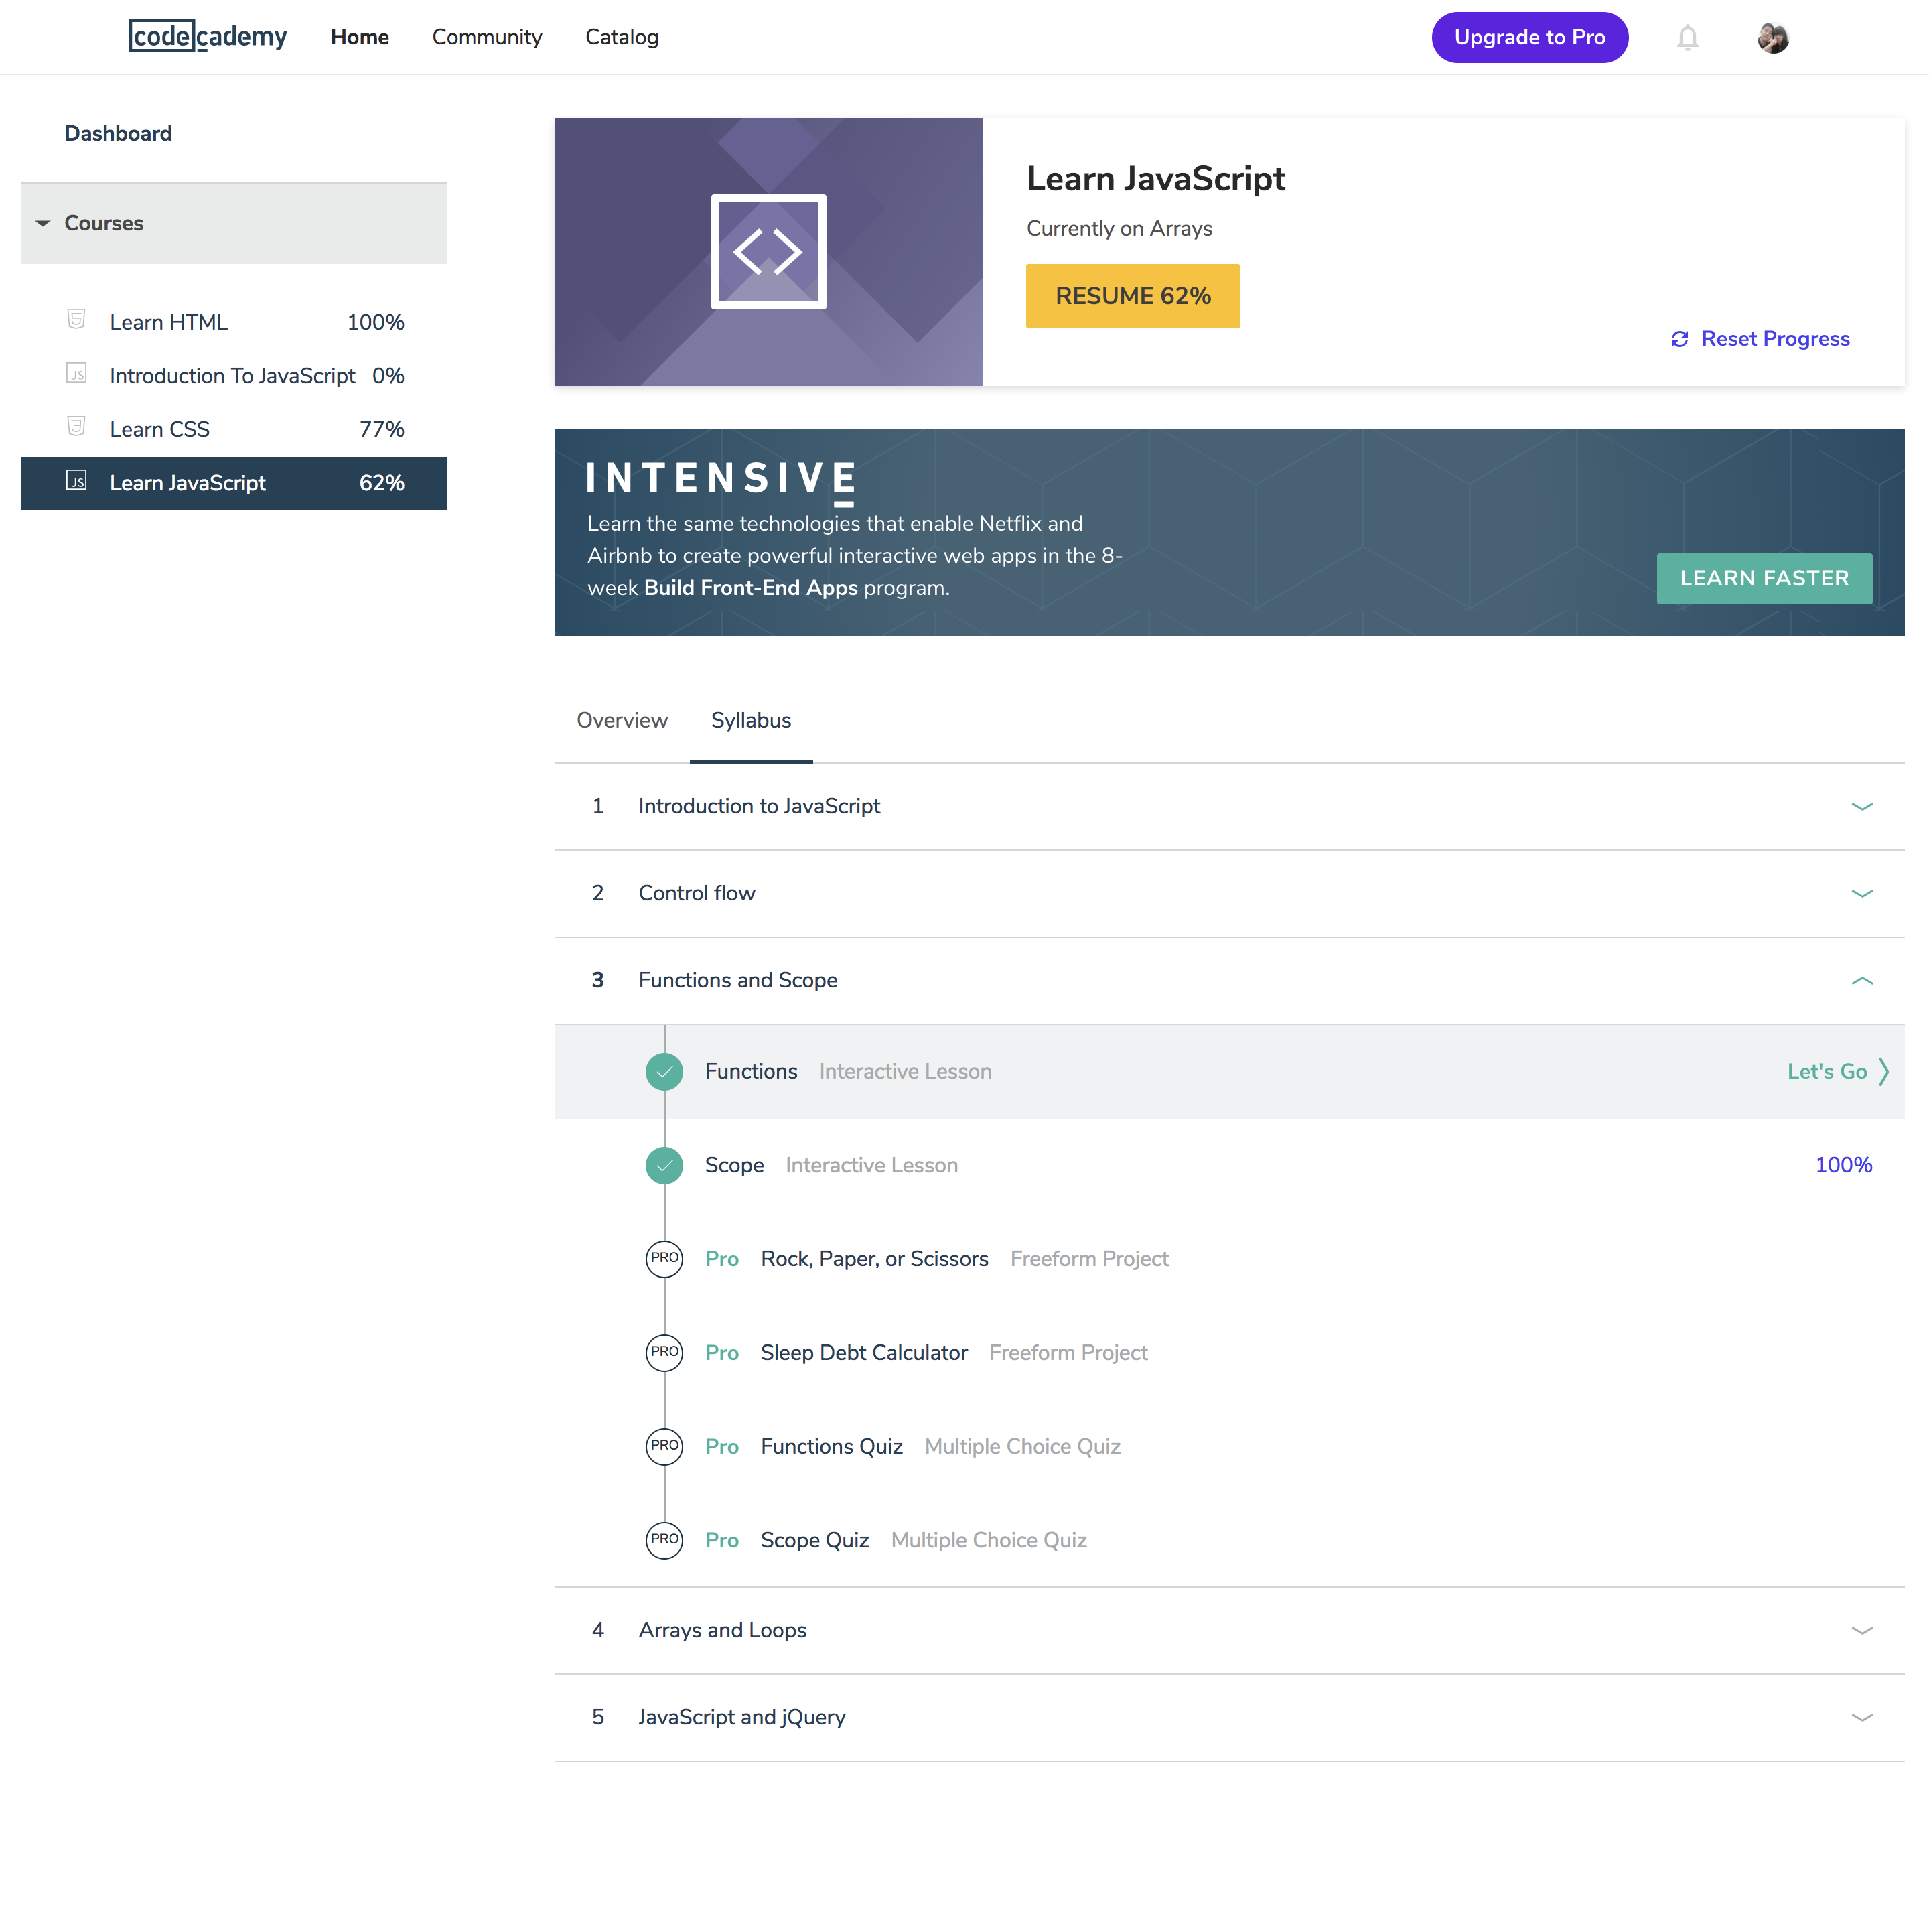 codecademy Home Community Catalog Upgrade to Pro
Dashboard
Courses
Learn HTML 100%
JS Introduction To JavaScript 0%
Learn CSS 77%
JS Learn JavaScript 62%
Learn JavaScript
Currently on Arrays
RESUME 62%
Reset Progress
INTENSIVE
Learn the same technologies that enable Netflix and
Airbnb to create powerful interactive web apps in the 8-
week Build Front-End Apps program.
LEARN FASTER
Overview Syllabus
1 Introduction to JavaScript
2 Control flow
3 Functions and Scope
Functions Interactive Lesson Let's Go
Scope Interactive Lesson 100%
PRO Pro Rock, Paper, or Scissors Freeform Project
PRO Pro Sleep Debt Calculator Freeform Project
PRO Pro Functions Quiz Multiple Choice Quiz
PRO Pro Scope Quiz Multiple Choice Quiz
4 Arrays and Loops
5 JavaScript and jQuery